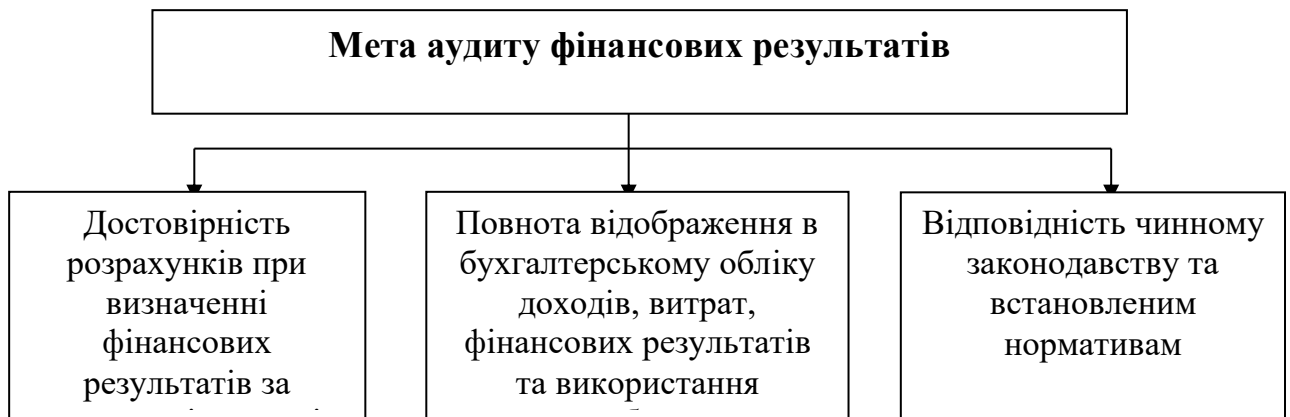 Мета аудиту фінансових результатів
Достовірність
розрахунків при
визначенні
фінансових
результатів за
Повнота відображення в
бухгалтерському обліку
доходів, витрат,
фінансових результатів
та використання
Відповідність чинному
законодавству та
встановленим
нормативам